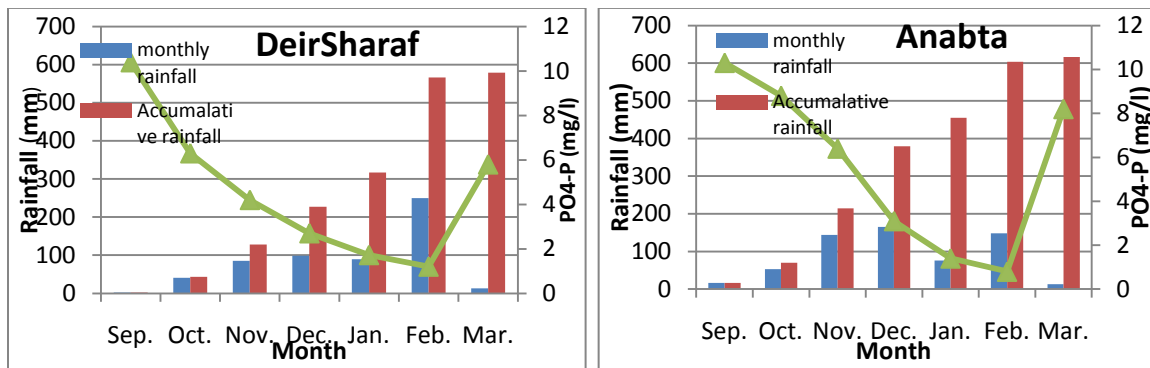 DeirSharaf
700
600
500
400
300
200
100
0
Rainfall (mm)
monthly
rainfall
Accumalati
ve rainfall
12
10
8
6
4
2
0
PO4-P (mg/l)
Sep. Oct. Nov. Dec. Jan. Feb. Mar.
Month
Anabta
700
600
500
400
300
200
100
0
Rainfall (mm)
monthly
rainfall
Accumalative
rainfall
12
10
8
6
4
2
0
PO4-P (mg/l)
Sep. Oct. Nov. Dec. Jan. Feb. Mar.
Month